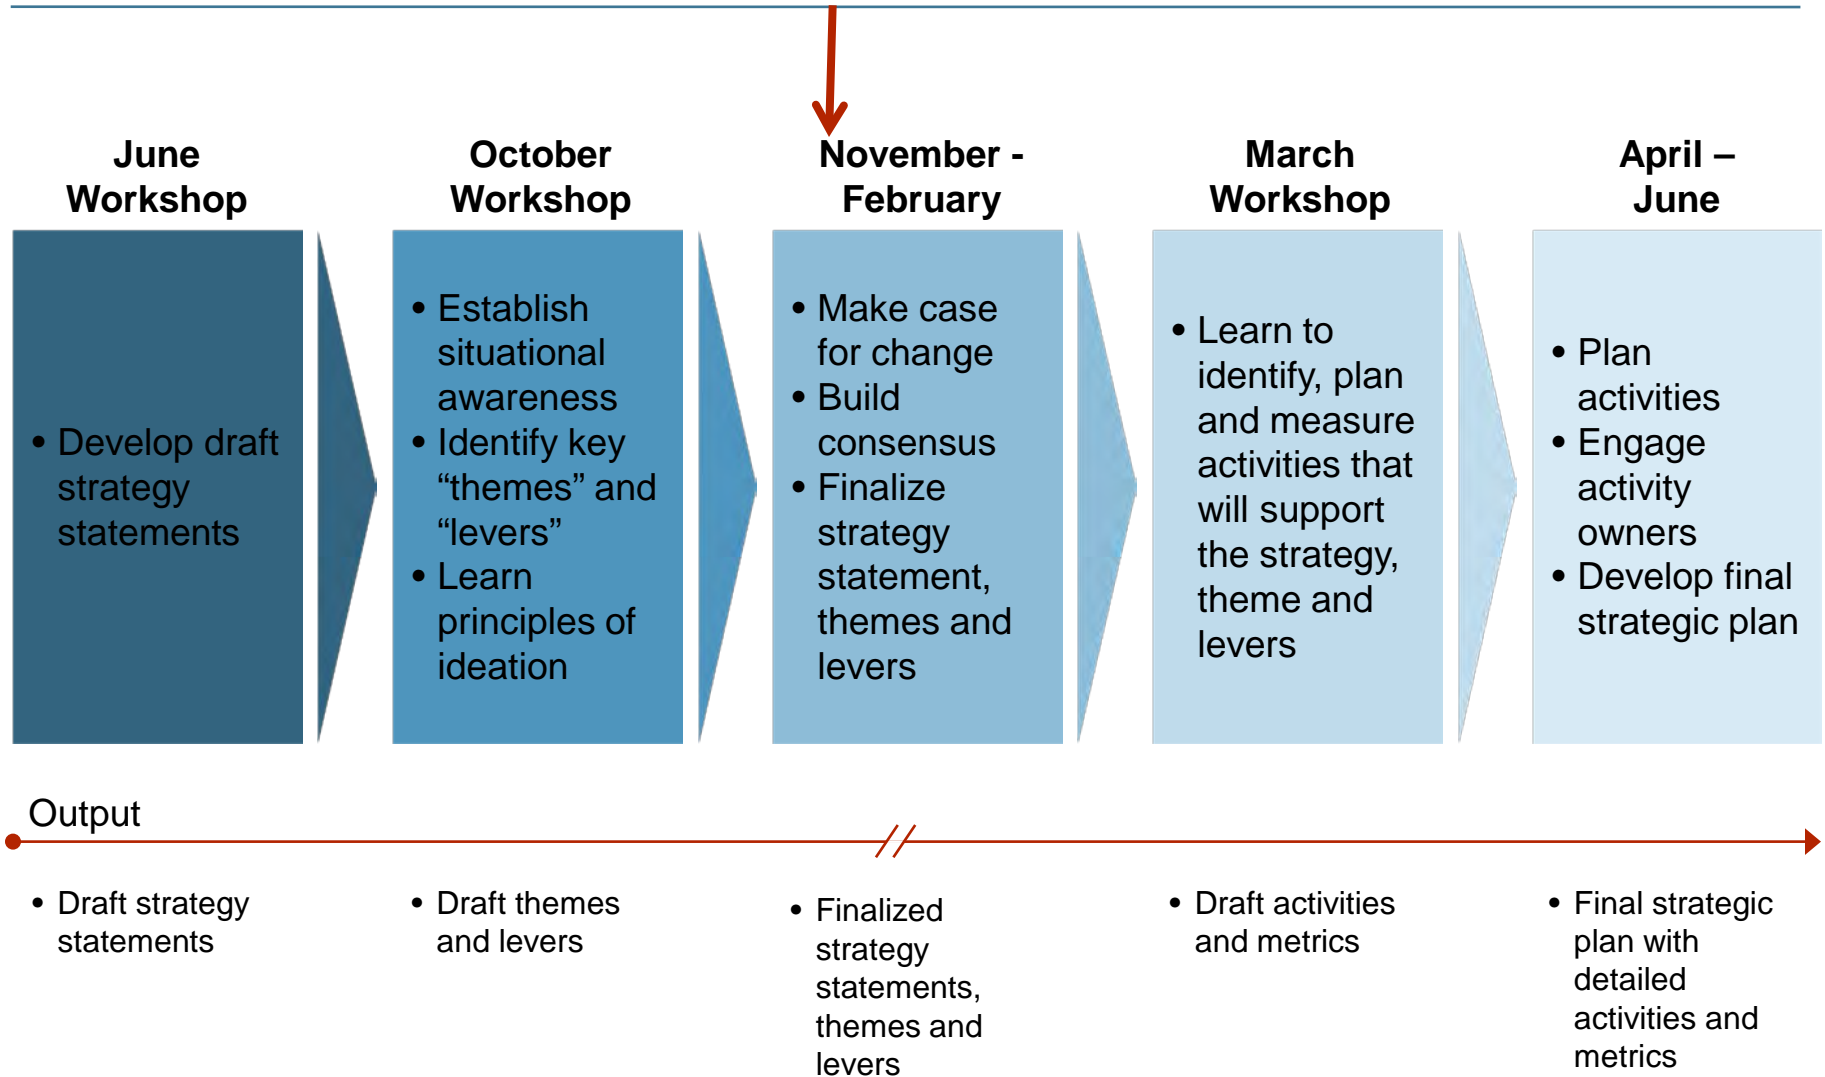 June
Workshop
• Develop draft
strategy
statements
October
Workshop
• Establish
situational
awareness
• Identify key
“themes” and
“levers”
• Learn
principles of
ideation
November -
February
• Make case
for change
• Build
consensus
• Finalize
strategy
statement,
themes and
levers
March
Workshop
• Learn to
identify, plan
and measure
activities that
will support
the strategy,
theme and
levers
April –
June
• Plan
activities
• Engage
activity
owners
• Develop final
strategic plan
Output
• Draft strategy
statements
• Draft themes
and levers
• Finalized
strategy
statements,
themes and
levers
• Draft activities
and metrics
• Final strategic
plan with
detailed
activities and
metrics